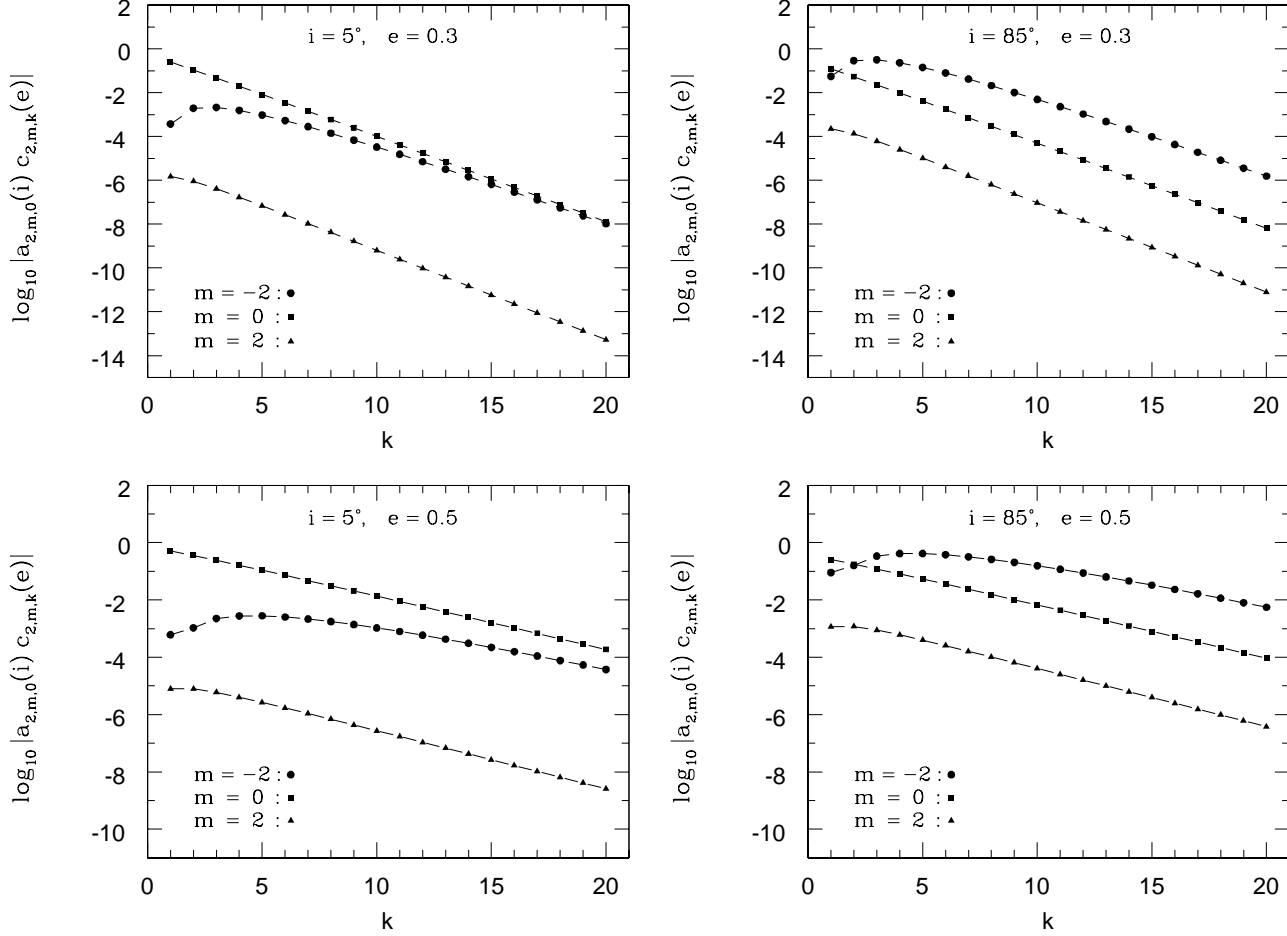 i = 5°, e = 0.3
log10 |a2,m,0(i) c2,m,k(e)|
2
0
-2
-4
-6
-8
-10
-12
-14
m = −2 : ●
m = 0 : ■
m = 2 : ▲
0 5 10 15 20
k
i = 85°, e = 0.3
log10 |a2,m,0(i) c2,m,k(e)|
2
0
-2
-4
-6
-8
-10
-12
-14
m = −2 : ●
m = 0 : ■
m = 2 : ▲
0 5 10 15 20
k
i = 5°, e = 0.5
log10 |a2,m,0(i) c2,m,k(e)|
2
0
-2
-4
-6
-8
-10
m = −2 : ●
m = 0 : ■
m = 2 : ▲
0 5 10 15 20
k
i = 85°, e = 0.5
log10 |a2,m,0(i) c2,m,k(e)|
2
0
-2
-4
-6
-8
-10
m = −2 : ●
m = 0 : ■
m = 2 : ▲
0 5 10 15 20
k